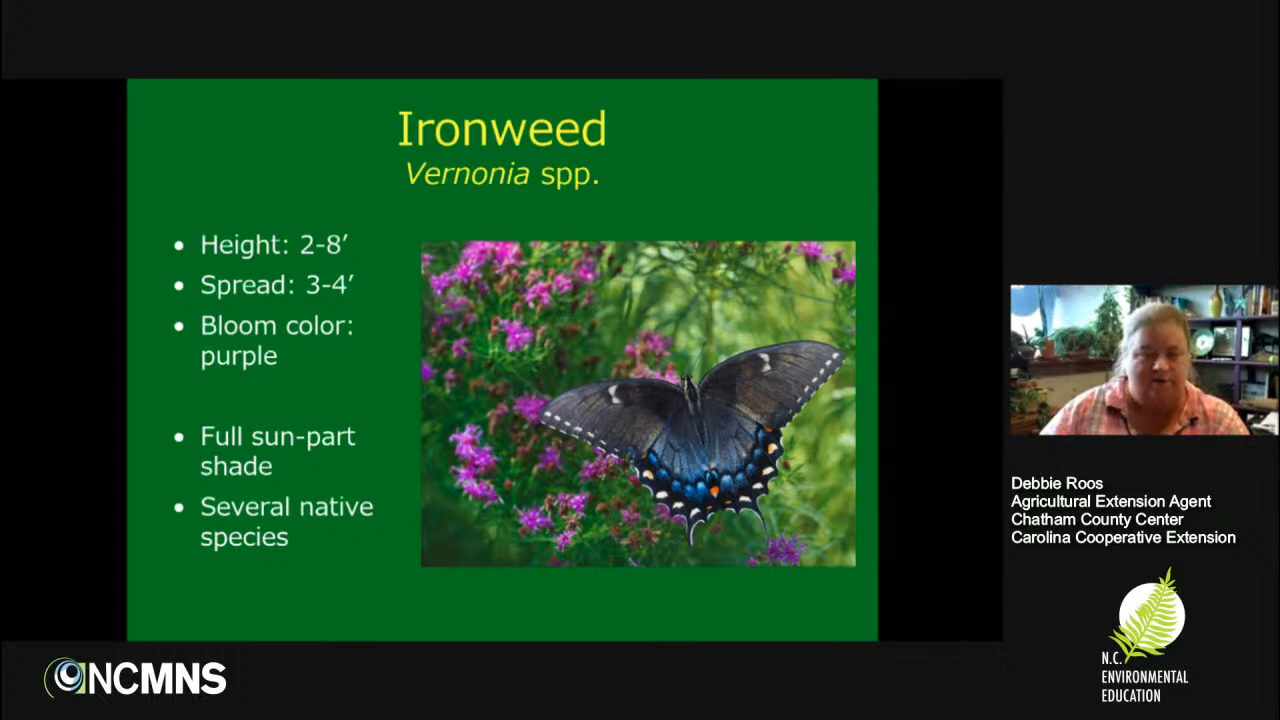 Ironweed
Vernonia spp.
• Height: 2-8’
• Spread: 3-4’
• Bloom color:
purple
• Full sun-part
shade
• Several native
species
Debbie Roos
Agricultural Extension Agent
Chatham County Center
Carolina Cooperative Extension
NCMNS
N.C.
ENVIRONMENTAL
EDUCATION